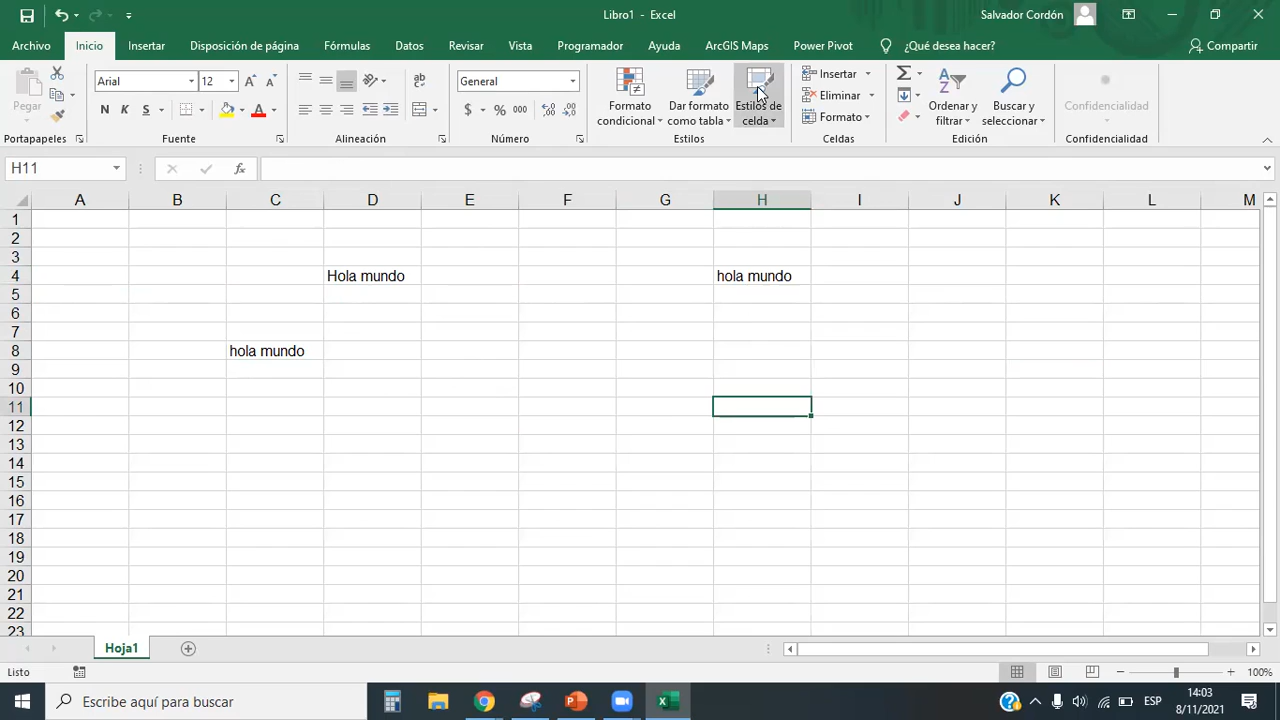 Libro1 - Excel
Salvador Cordón
Archivo Inicio Insertar Disposición de página Fórmulas Datos Revisar Vista Programador Ayuda ArcGIS Maps Power Pivot ¿Qué desea hacer? Compartir
Pegar
Portapapeles
Arial 12
N K S
Fuente
ab
Alineación
General
$ % 000
Número
Formato condicional
Dar formato como tabla
Estilos de celda
Estilos
Insertar
Eliminar
Formato
Celdas
Ordenar y filtrar
Buscar y seleccionar
Edición
Confidencialidad
Confidencialidad
H11 fx
A B C D E F G H I J K L M
1
2
3
4 Hola mundo hola mundo
5
6
7
8 hola mundo
9
10
11
12
13
14
15
16
17
18
19
20
21
22
23
Hoja1
Listo 100%
Escribe aquí para buscar
ESP
14:03
8/11/2021